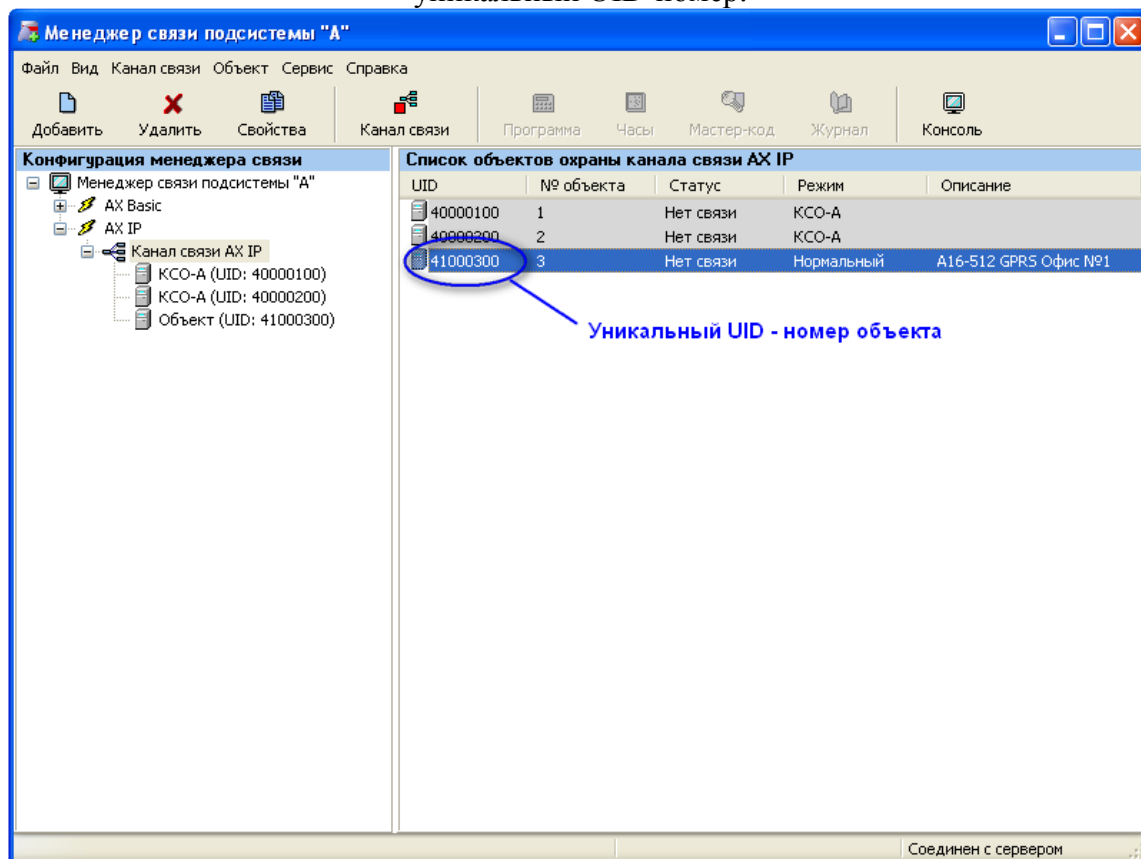 уникальный UID-номер.
Менеджер связи подсистемы "А"
Файл Вид Канал связи Объект Сервис Справка
Добавить Удалить Свойства Канал связи Программа Часы Мастер-код Журнал Консоль
Конфигурация менеджера связи
Менеджер связи подсистемы "А"
AX Basic
AX IP
Канал связи AX IP
КСО-А (UID: 40000100)
КСО-А (UID: 40000200)
Объект (UID: 41000300)
Список объектов охраны канала связи AX IP
UID № объекта Статус Режим Описание
40000100 1 Нет связи КСО-А
40000200 2 Нет связи КСО-А
41000300 3 Нет связи Нормальный А16-512 GPRS Офис №1
Уникальный UID - номер объекта
Соединен с сервером